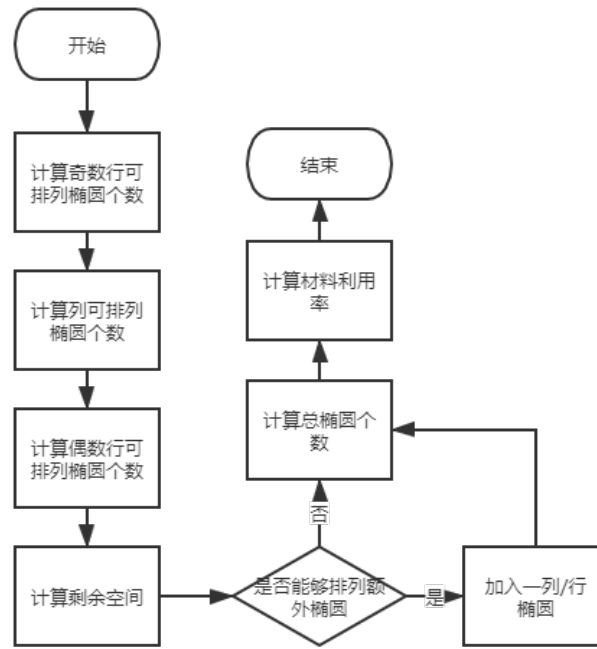 开始
计算奇数行可
排列椭圆个数
计算列可排列
椭圆个数
计算偶数行可
排列椭圆个数
计算剩余空间
是否能够排列额
外椭圆
是
加入一列/行
椭圆
否
计算总椭圆个
数
计算材料利用
率
结束